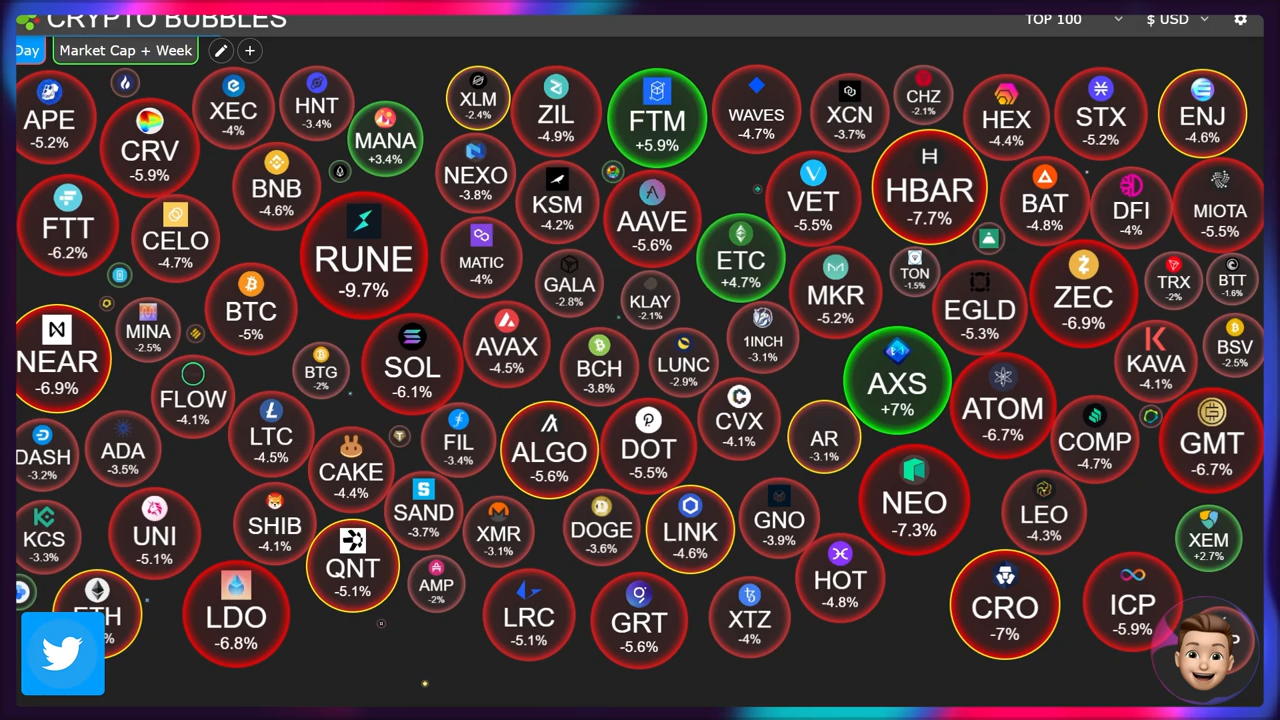 CRYPTO BUBBLES
TOP 100
$ USD
Day
Market Cap + Week
APE
-5.2%
CRV
-5.9%
XEC
-4%
HNT
-3.4%
MANA
+3.4%
XLM
-2.4%
ZIL
-4.9%
FTM
+5.9%
WAVES
-4.7%
XCN
-3.7%
CHZ
-2.1%
HEX
-4.4%
STX
-5.2%
ENJ
-4.6%
FTT
-6.2%
CELO
-4.7%
BNB
-4.6%
RUNE
-9.7%
NEXO
-3.8%
KSM
-4.2%
AAVE
-5.6%
ETC
+4.7%
VET
-5.5%
HBAR
-7.7%
BAT
-4.8%
DFI
-4%
MIOTA
-5.5%
NEAR
-6.9%
MINA
-2.5%
BTC
-5%
MATIC
-4%
GALA
-2.8%
KLAY
-2.1%
MKR
-5.2%
TON
-1.5%
EGLD
-5.3%
ZEC
-6.9%
TRX
-2%
BTT
-1.6%
FLOW
-4.1%
BTG
-2%
SOL
-6.1%
AVAX
-4.5%
BCH
-3.8%
LUNC
-2.9%
1INCH
-3.1%
AXS
+7%
ATOM
-6.7%
KAVA
-4.1%
BSV
-2.5%
DASH
-3.2%
ADA
-3.5%
LTC
-4.5%
CAKE
-4.4%
FIL
-3.4%
ALGO
-5.6%
DOT
-5.5%
CVX
-4.1%
AR
-3.1%
COMP
-4.7%
GMT
-6.7%
KCS
-3.3%
UNI
-5.1%
SHIB
-4.1%
QNT
-5.1%
SAND
-3.7%
XMR
-3.1%
DOGE
-3.6%
LINK
-4.6%
GNO
-3.9%
NEO
-7.3%
LEO
-4.3%
XEM
+2.7%
ETH
LDO
-6.8%
AMP
-2%
LRC
-5.1%
GRT
-5.6%
XTZ
-4%
HOT
-4.8%
CRO
-7%
ICP
-5.9%